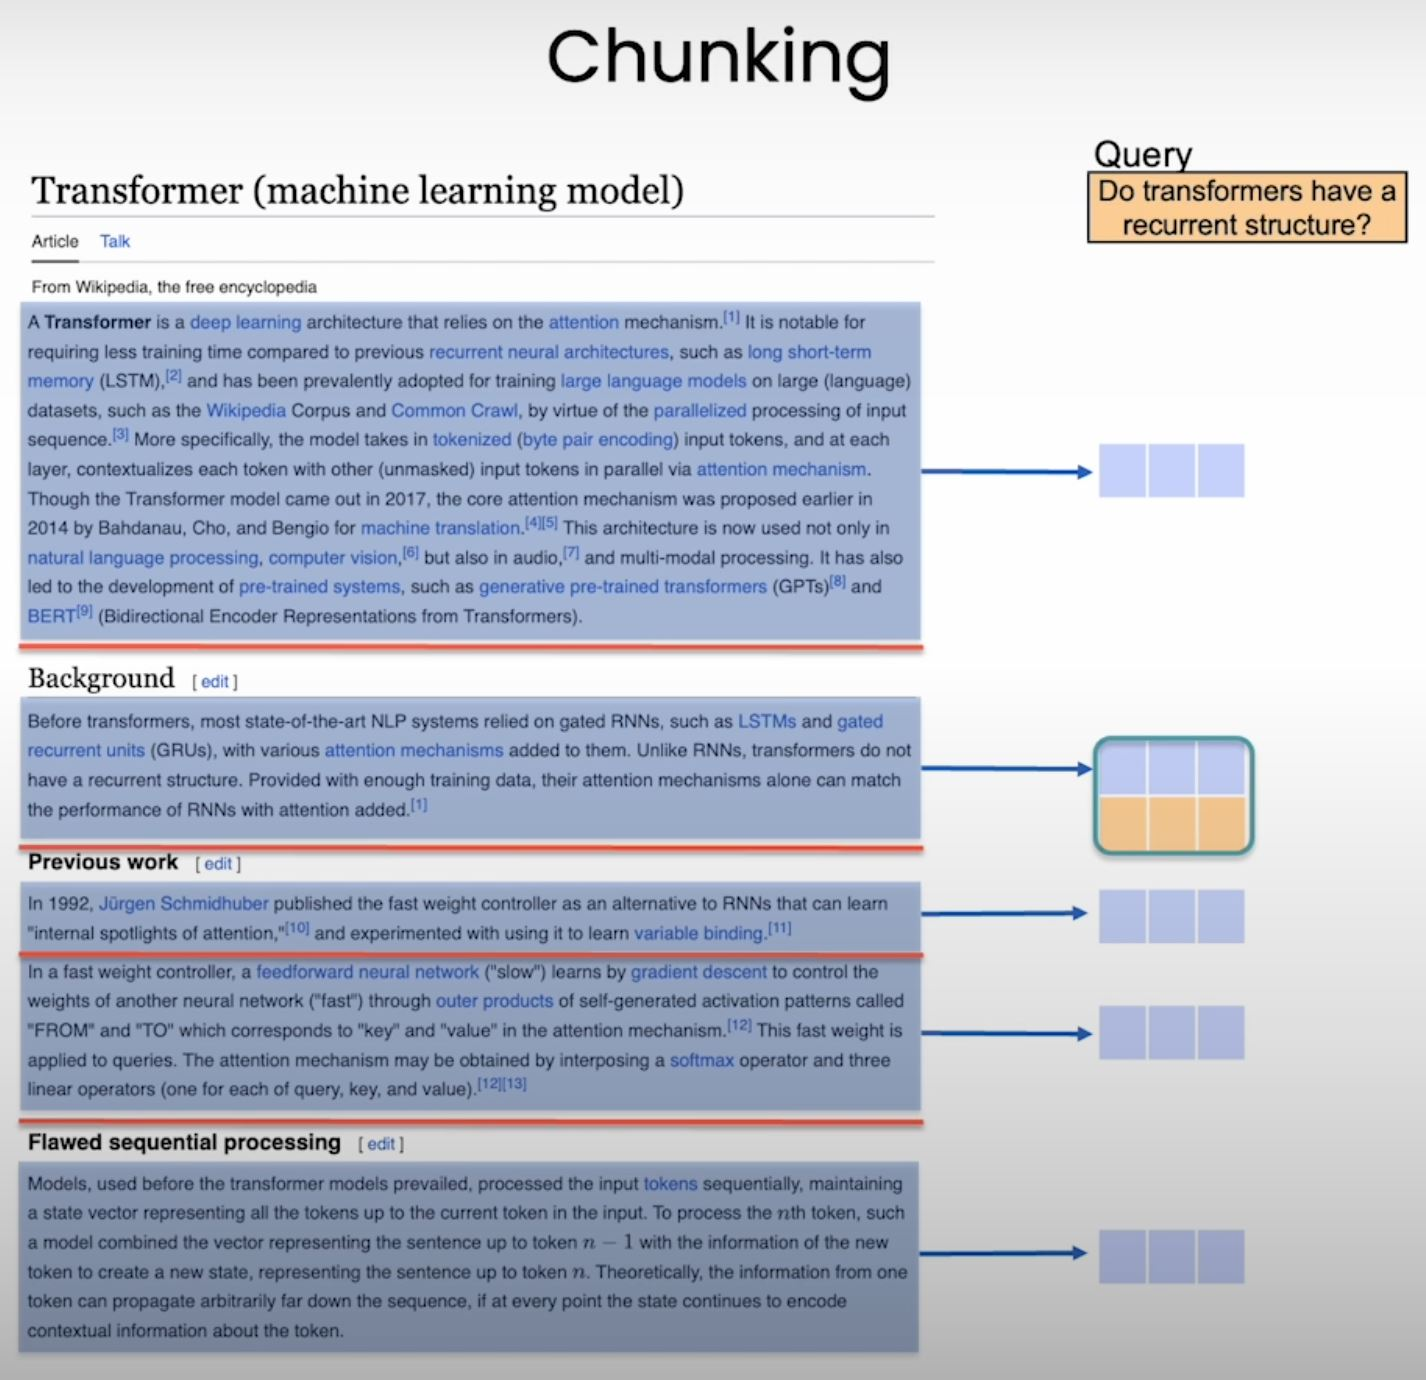 Chunking
Query
Do transformers have a
recurrent structure?
Transformer (machine learning model)
Article Talk
From Wikipedia, the free encyclopedia
A Transformer is a deep learning architecture that relies on the attention mechanism.[1] It is notable for
requiring less training time compared to previous recurrent neural architectures, such as long short-term
memory (LSTM),[2] and has been prevalently adopted for training large language models on large (language)
datasets, such as the Wikipedia Corpus and Common Crawl, by virtue of the parallelized processing of input
sequence.[3] More specifically, the model takes in tokenized (byte pair encoding) input tokens, and at each
layer, contextualizes each token with other (unmasked) input tokens in parallel via attention mechanism.
Though the Transformer model came out in 2017, the core attention mechanism was proposed earlier in
2014 by Bahdanau, Cho, and Bengio for machine translation.[4][5] This architecture is now used not only in
natural language processing, computer vision,[6] but also in audio,[7] and multi-modal processing. It has also
led to the development of pre-trained systems, such as generative pre-trained transformers (GPTs)[8] and
BERT[9] (Bidirectional Encoder Representations from Transformers).
Background [ edit ]
Before transformers, most state-of-the-art NLP systems relied on gated RNNs, such as LSTMs and gated
recurrent units (GRUs), with various attention mechanisms added to them. Unlike RNNs, transformers do not
have a recurrent structure. Provided with enough training data, their attention mechanisms alone can match
the performance of RNNs with attention added.[1]
Previous work [ edit ]
In 1992, Jürgen Schmidhuber published the fast weight controller as an alternative to RNNs that can learn
"internal spotlights of attention,"[10] and experimented with using it to learn variable binding.[11]
In a fast weight controller, a feedforward neural network ("slow") learns by gradient descent to control the
weights of another neural network ("fast") through outer products of self-generated activation patterns called
"FROM" and "TO" which corresponds to "key" and "value" in the attention mechanism.[12] This fast weight is
applied to queries. The attention mechanism may be obtained by interposing a softmax operator and three
linear operators (one for each of query, key, and value).[12][13]
Flawed sequential processing [ edit ]
Models, used before the transformer models prevailed, processed the input tokens sequentially, maintaining
a state vector representing all the tokens up to the current token in the input. To process the nth token, such
a model combined the vector representing the sentence up to token n − 1 with the information of the new
token to create a new state, representing the sentence up to token n. Theoretically, the information from one
token can propagate arbitrarily far down the sequence, if at every point the state continues to encode
contextual information about the token.